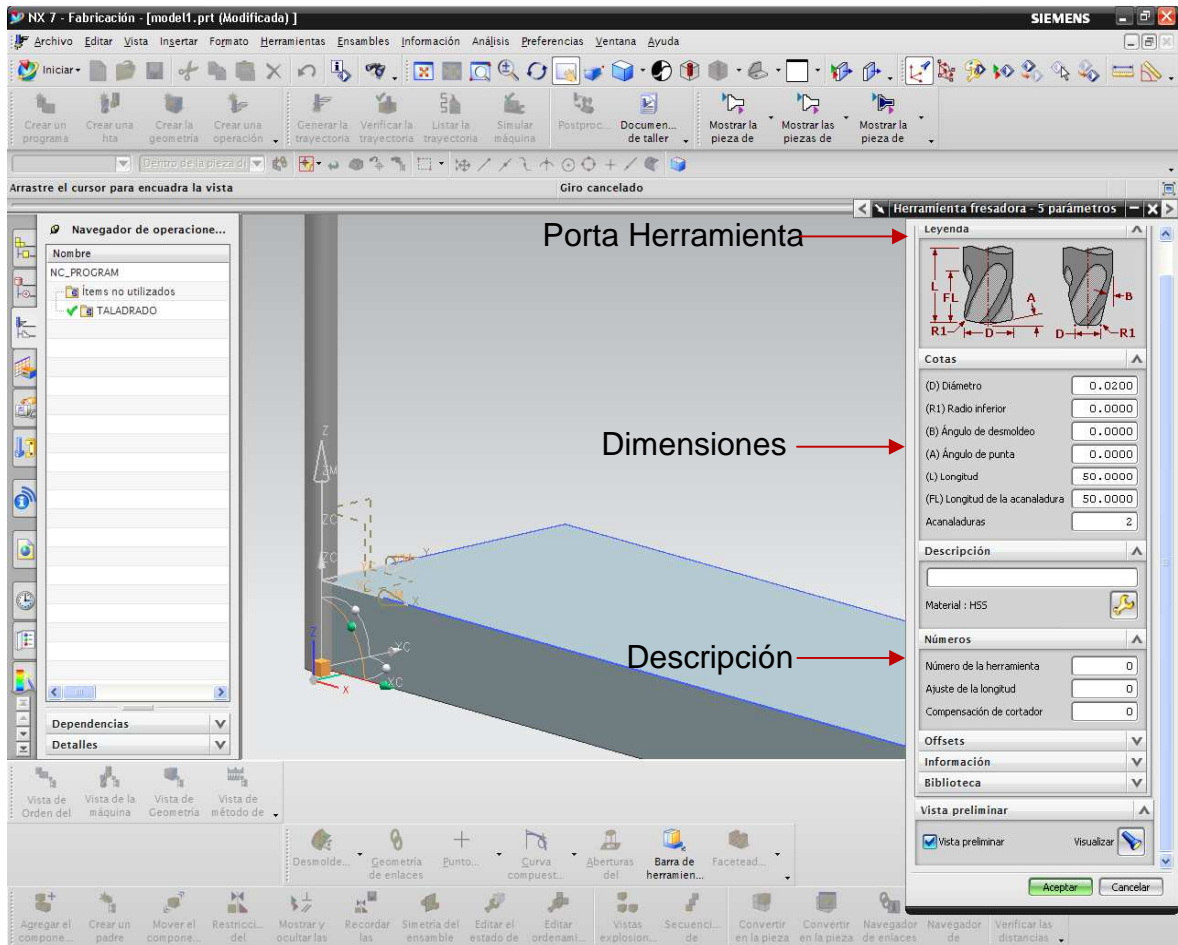 NX 7 - Fabricación - [model1.prt (Modificada) ]
SIEMENS
Archivo Editar Vista Insertar Formato Herramientas Ensambles Información Análisis Preferencias Ventana Ayuda
Iniciar
Crear un programa
Crear una hta
Crear la geometría
Crear una operación
Generar la trayectoria
Verificar la trayectoria
Listar la trayectoria
Simular máquina
Postproc...
Documen... de taller
Mostrar la pieza de
Mostrar las piezas de
Mostrar la pieza de
Dentro de la pieza de
Arrastre el cursor para encuadra la vista
Giro cancelado
Navegador de operacione...
Nombre
NC_PROGRAM
Ítems no utilizados
TALADRADO
Dependencias
Detalles
Z
ZM
ZC
ZC
X
X
XC
Z
X
XC
Porta Herramienta
Dimensiones
Descripción
Herramienta fresadora - 5 parámetros
Leyenda
L
FL
A
B
R1
D
D
R1
Cotas
(D) Diámetro 0.0200
(R1) Radio inferior 0.0000
(B) Ángulo de desmoldeo 0.0000
(A) Ángulo de punta 0.0000
(L) Longitud 50.0000
(FL) Longitud de la acanaladura 50.0000
Acanaladuras 2
Descripción
Material : HSS
Números
Número de la herramienta 0
Ajuste de la longitud 0
Compensación de cortador 0
Offsets
Información
Biblioteca
Vista preliminar
Vista preliminar Visualizar
Aceptar Cancelar
Vista de Orden del
Vista de la máquina
Vista de Geometría
Vista de método de
Desmolde...
Geometría de enlaces
Punto...
Curva compuest...
Aberturas del
Barra de herramien...
Facetead...
Agregar el compone...
Crear un padre
Mover el compone...
Restricci... del
Mostrar y ocultar las
Recordar las
Simetría del ensamble
Editar el estado de
Editar ordenami...
Vistas explosion...
Secuenci... de
Convertir en la pieza
Convertir en la pieza
Navegador de enlaces
Navegador de
Verificar las distancias